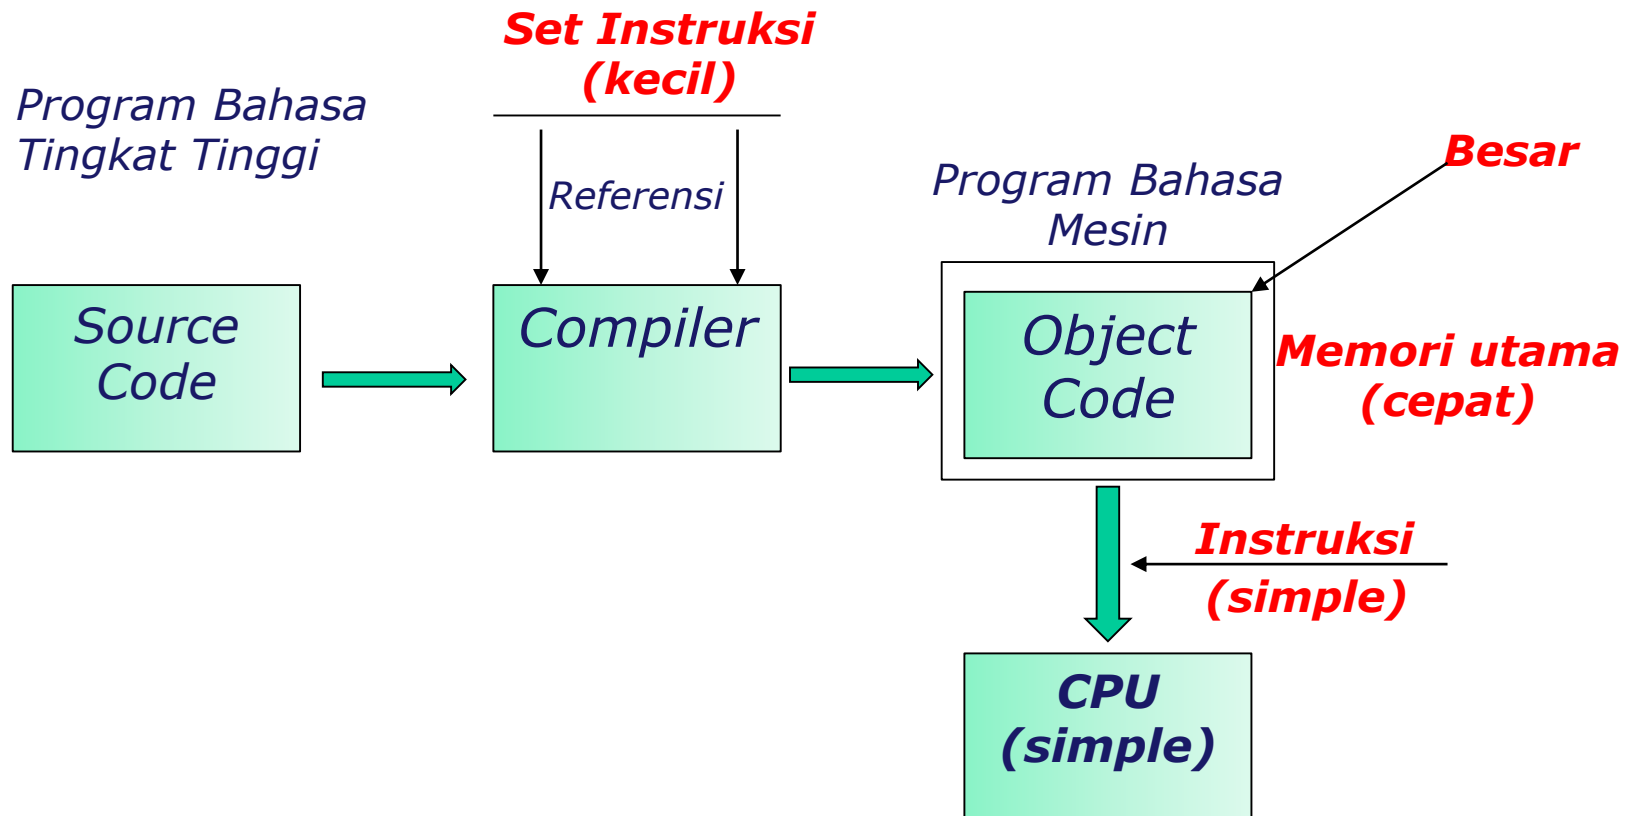 Set Instruksi
(kecil)
Program Bahasa
Tingkat Tinggi
Referensi
Besar
Program Bahasa
Mesin
Source
Code
Compiler
Object
Code
Memori utama
(cepat)
Instruksi
(simple)
CPU
(simple)